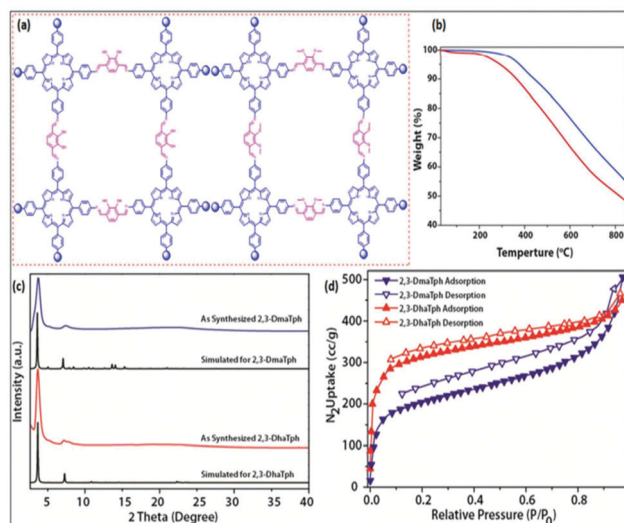 (a)
(b)
100
90
80
70
60
50
40
Weight (%)
0 200 400 600 800
Temperture (°C)
(c)
As Synthesized 2,3-DmaTph
Simulated for 2,3-DmaTph
As Synthesized 2,3-DhaTph
Simulated for 2,3-DhaTph
Intensity (a.u.)
5 10 15 20 25 30 35 40
2 Theta (Degree)
(d)
2,3-DmaTph Adsorption
2,3-DmaTph Desorption
2,3-DhaTph Adsorption
2,3-DhaTph Desorption
500
400
300
200
100
0
N2Uptake (cc/g)
0.0 0.2 0.4 0.6 0.8
Relative Pressure (P/P0)